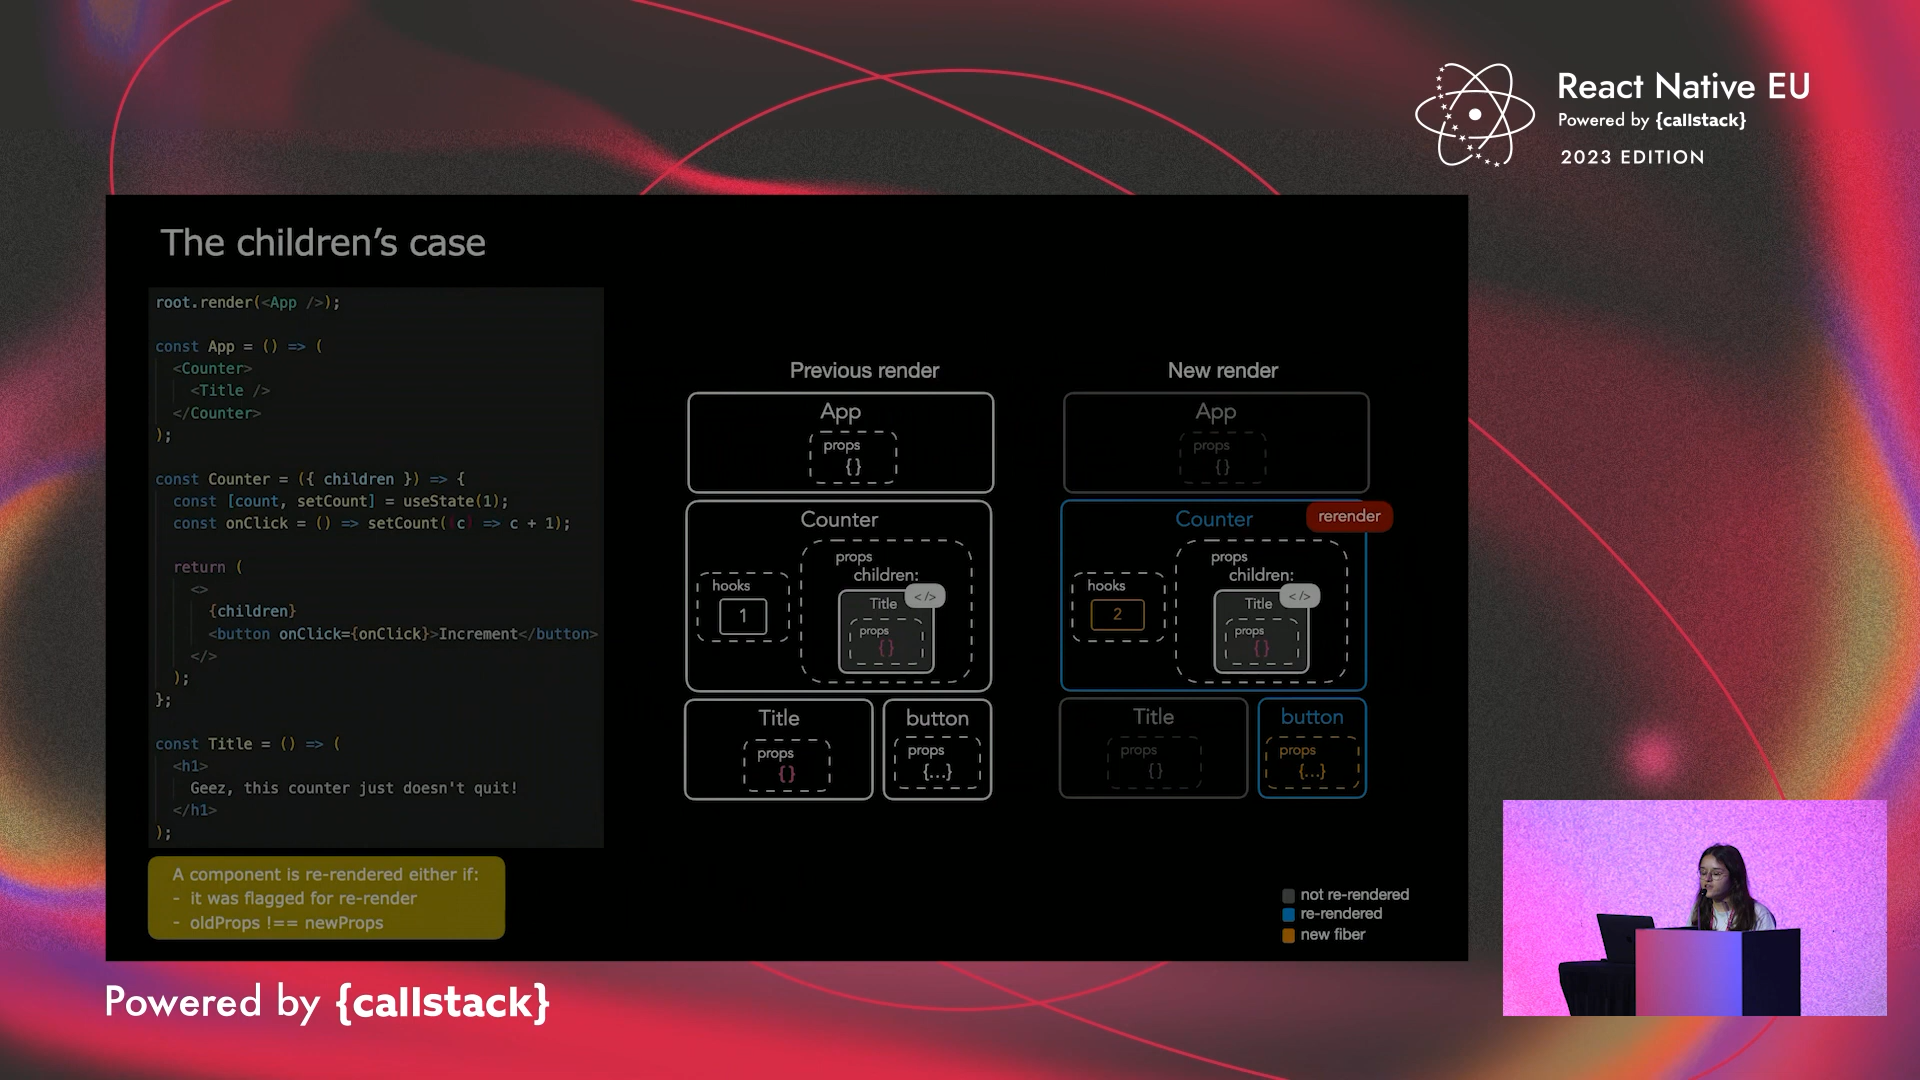 React Native EU
Powered by {callstack}
2023 EDITION
The children's case
root.render(<App />);
const App = () => (
<Counter>
<Title />
</Counter>
);
const Counter = ({ children }) => {
const [count, setCount] = useState(1);
const onClick = () => setCount((c) => c + 1);
return (
<>
{children}
<button onClick={onClick}>Increment</button>
</>
);
};
const Title = () => (
<h1>
Geez, this counter just doesn't quit!
</h1>
);
A component is re-rendered either if:
- it was flagged for re-render
- oldProps !== newProps
Previous render
App
props
{}
Counter
hooks
1
props
children:
</>
Title
props
{}
Title
props
{}
button
props
{...}
New render
App
props
{}
Counter
rerender
hooks
2
props
children:
</>
Title
props
{}
Title
props
{}
button
props
{...}
not re-rendered
re-rendered
new fiber
Powered by {callstack}